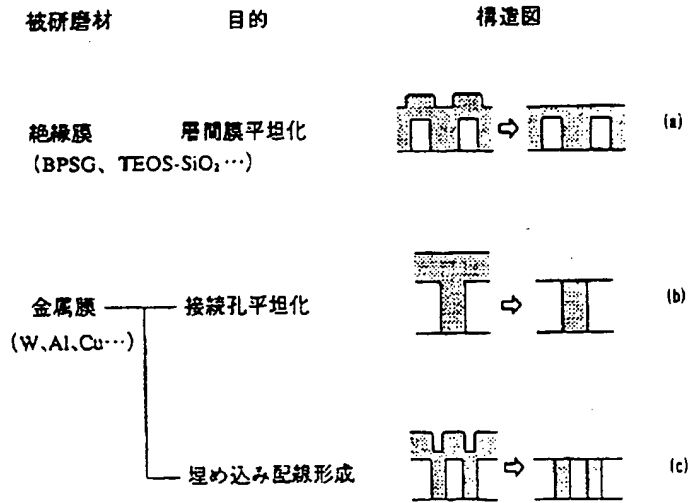 被研磨材 目的 構造図
絶縁膜 層間膜平坦化 (a)
(BPSG、TEOS-SiO₂…)
(b)
金属膜 接続孔平坦化
(W、Al、Cu…)
埋め込み配線形成 (c)